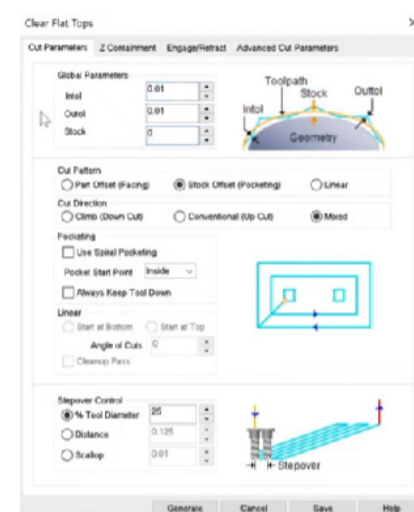 Clear Flat Tops
Cut Parameters Z Containment Engage/Retract Advanced Cut Parameters
Global Parameters
Intol 0.01
Outol 0.01
Stock 0
Toolpath
Stock
Outtol
Intol
Geometry
Cut Pattern
Part Offset (Facing) Stock Offset (Pocketing) Linear
Cut Direction
Climb (Down Cut) Conventional (Up Cut) Mixed
Pocketing
Use Spiral Pocketing
Pocket Start Point Inside
Always Keep Tool Down
Linear
Start at Bottom Start at Top
Angle of Cuts 0
Cleanup Pass
Stepover Control
% Tool Diameter 25
Distance 0.125
Scallop 0.01
Stepover
Generate Cancel Save Help